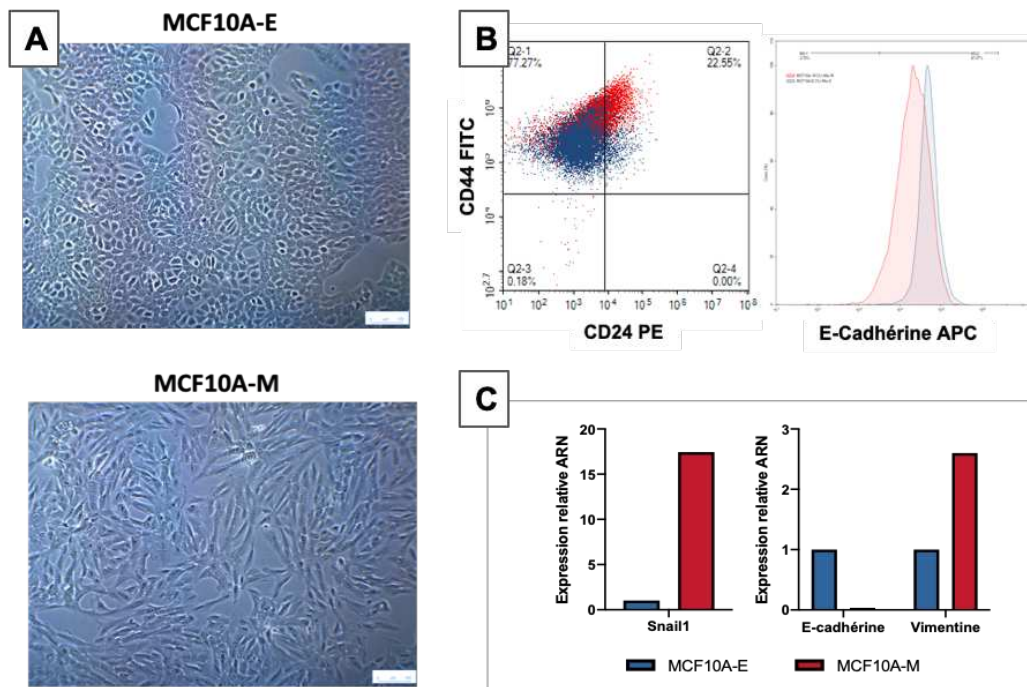 A
MCF10A-E
MCF10A-M
B
Q2-1
77.27%
Q2-2
22.55%
Q2-3
0.18%
Q2-4
0.00%
CD44 FITC
10¹
10²
10³
10⁴
10⁵
10⁶
10⁷
10⁸
CD24 PE
E-Cadhérine APC
C
Expression relative ARN
20
15
10
5
0
Snail1
Expression relative ARN
3
2
1
0
E-cadhérine
Vimentine
MCF10A-E
MCF10A-M